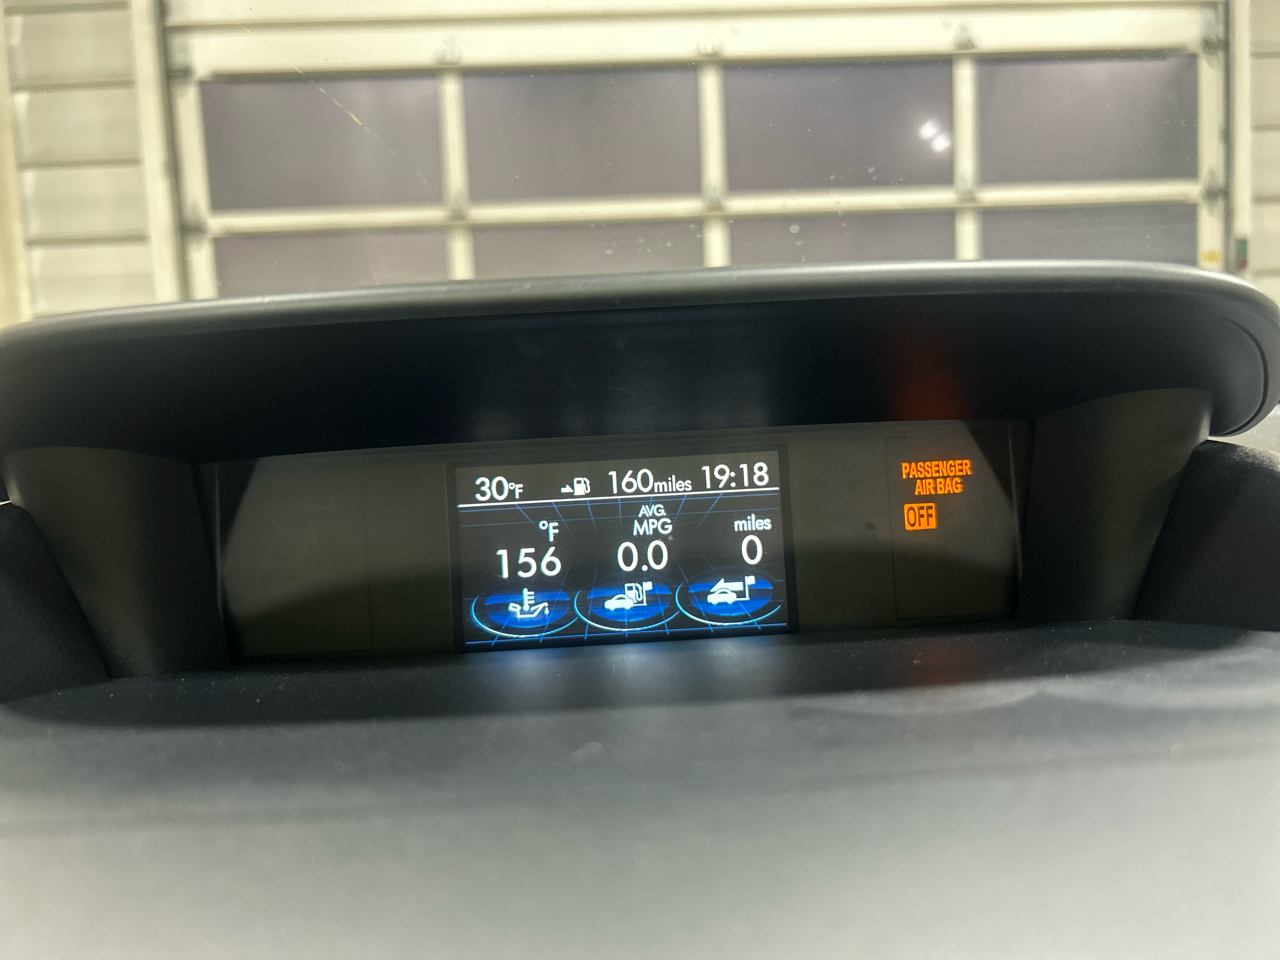 30°F 160miles 19:18
°F AVG. MPG miles
156 0.0 0
PASSENGER
AIR BAG
OFF